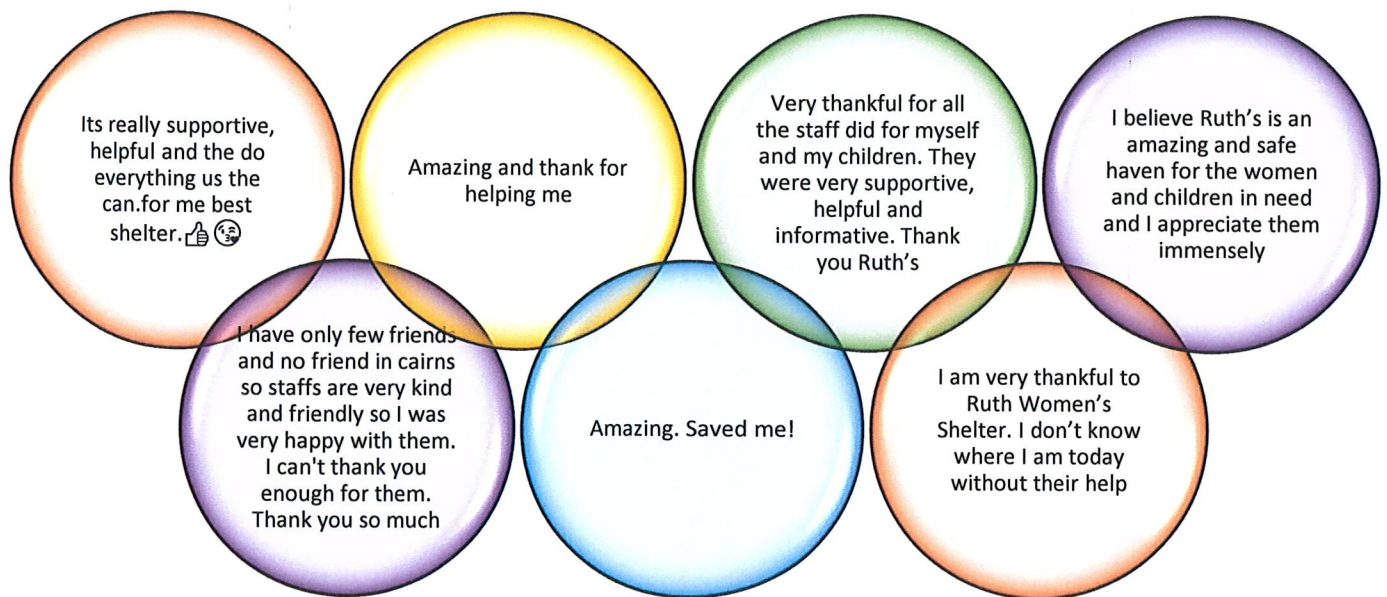 Its really supportive,
helpful and the do
everything us the
can.for me best
shelter.👍😘
Amazing and thank for
helping me
Very thankful for all
the staff did for myself
and my children. They
were very supportive,
helpful and
informative. Thank
you Ruth’s
I believe Ruth’s is an
amazing and safe
haven for the women
and children in need
and I appreciate them
immensely
I have only few friends
and no friend in cairns
so staffs are very kind
and friendly so I was
very happy with them.
I can't thank you
enough for them.
Thank you so much
Amazing. Saved me!
I am very thankful to
Ruth Women’s
Shelter. I don’t know
where I am today
without their help